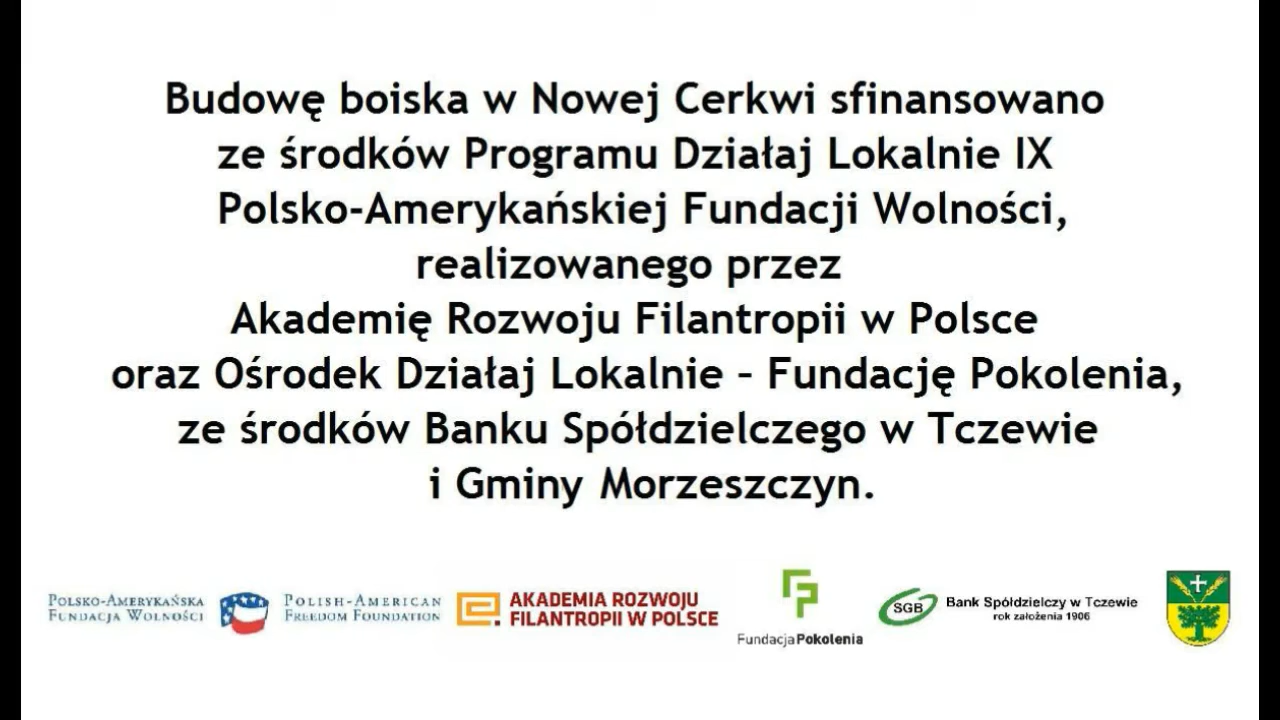 Budowę boiska w Nowej Cerkwi sfinansowano
ze środków Programu Działaj Lokalnie IX
Polsko-Amerykańskiej Fundacji Wolności,
realizowanego przez
Akademię Rozwoju Filantropii w Polsce
oraz Ośrodek Działaj Lokalnie – Fundację Pokolenia,
ze środków Banku Spółdzielczego w Tczewie
i Gminy Morzeszczyn.
POLSKO-AMERYKAŃSKA
FUNDACJA WOLNOŚCI
POLISH-AMERICAN
FREEDOM FOUNDATION
AKADEMIA ROZWOJU
FILANTROPII W POLSCE
Fundacja Pokolenia
SGB
Bank Spółdzielczy w Tczewie
rok założenia 1906